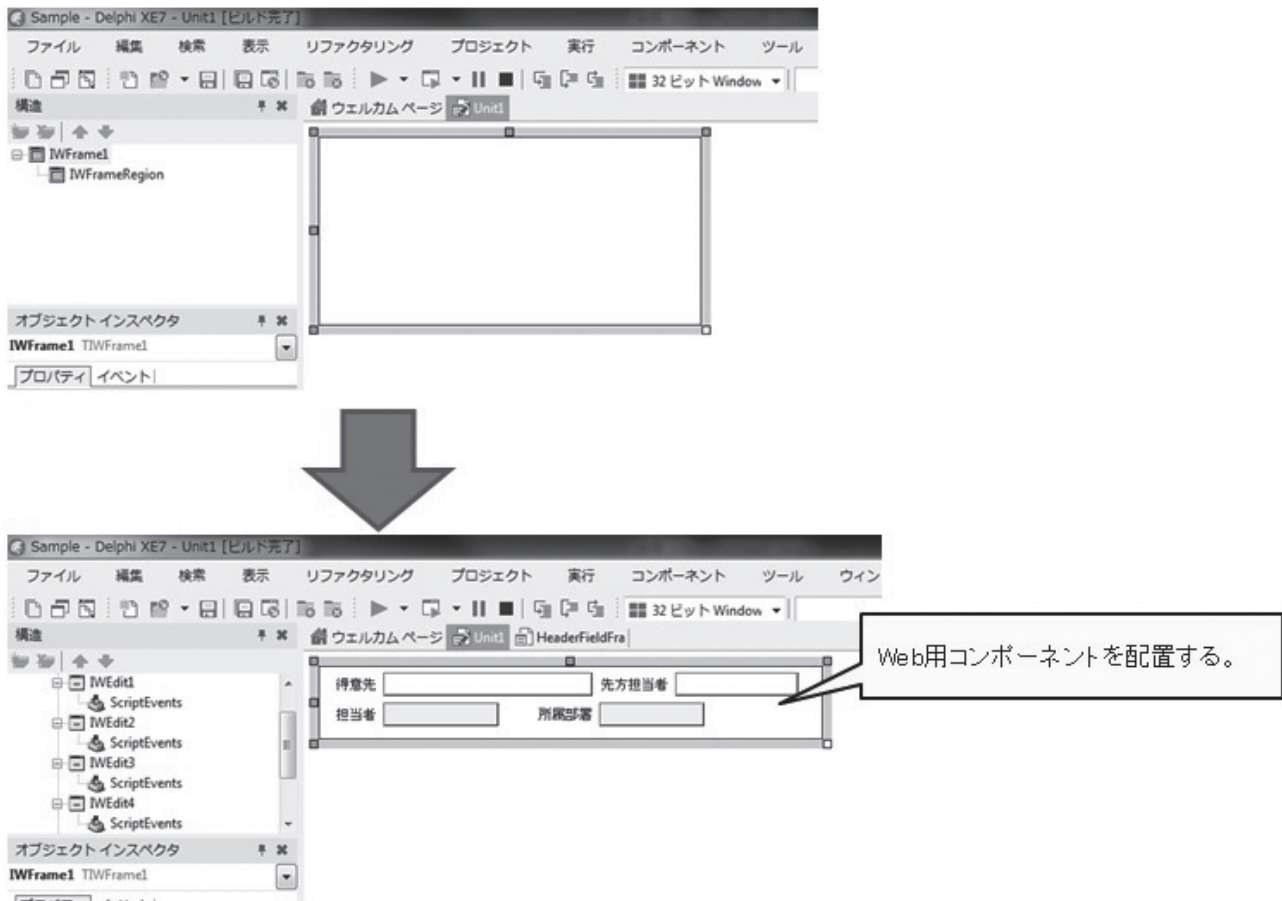 Sample - Delphi XE7 - Unit1 [ビルド完了]
ファイル 編集 検索 表示 リファクタリング プロジェクト 実行 コンポーネント ツール
32 ビット Window
構造
ウェルカム ページ Unit1
IWFrame1
IWFrameRegion
オブジェクト インスペクタ
IWFrame1 TIWFrame1
プロパティ イベント
Sample - Delphi XE7 - Unit1 [ビルド完了]
ファイル 編集 検索 表示 リファクタリング プロジェクト 実行 コンポーネント ツール ウィン
32 ビット Window
構造
ウェルカム ページ Unit1 HeaderFieldFra
IWEdit1
ScriptEvents
IWEdit2
ScriptEvents
IWEdit3
ScriptEvents
IWEdit4
ScriptEvents
得意先 先方担当者
担当者 所属部署
Web用コンポーネントを配置する。
オブジェクト インスペクタ
IWFrame1 TIWFrame1